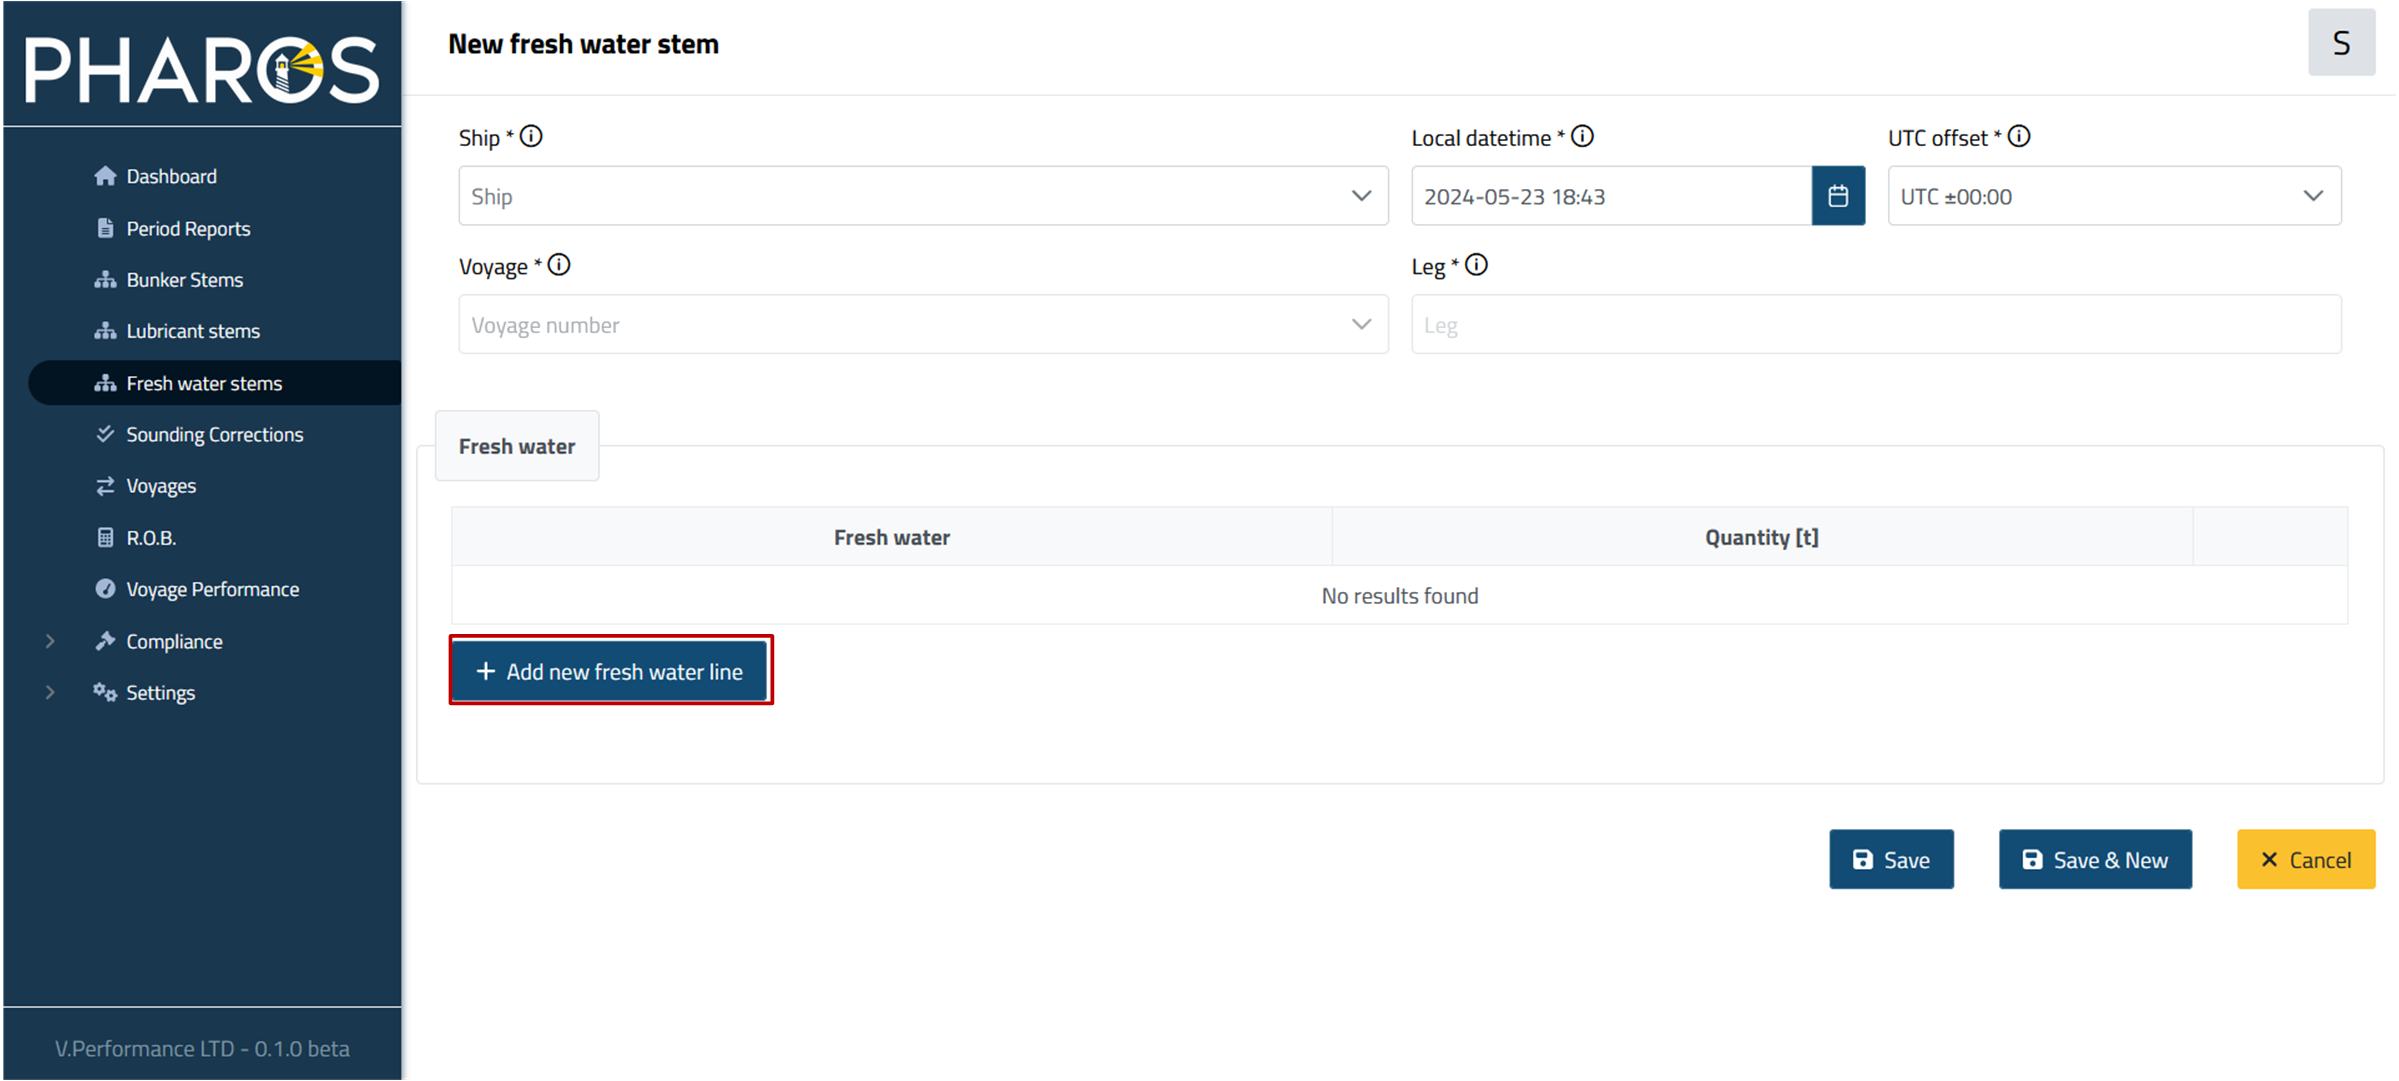 PHAROS
New fresh water stem
S
Dashboard
Period Reports
Bunker Stems
Lubricant stems
Fresh water stems
Sounding Corrections
Voyages
R.O.B.
Voyage Performance
Compliance
Settings
V.Performance LTD - 0.1.0 beta
Ship *
Local datetime *
UTC offset *
Ship
2024-05-23 18:43
UTC ±00:00
Voyage *
Leg *
Voyage number
Leg
Fresh water
Fresh water
Quantity [t]
No results found
+ Add new fresh water line
Save
Save & New
Cancel